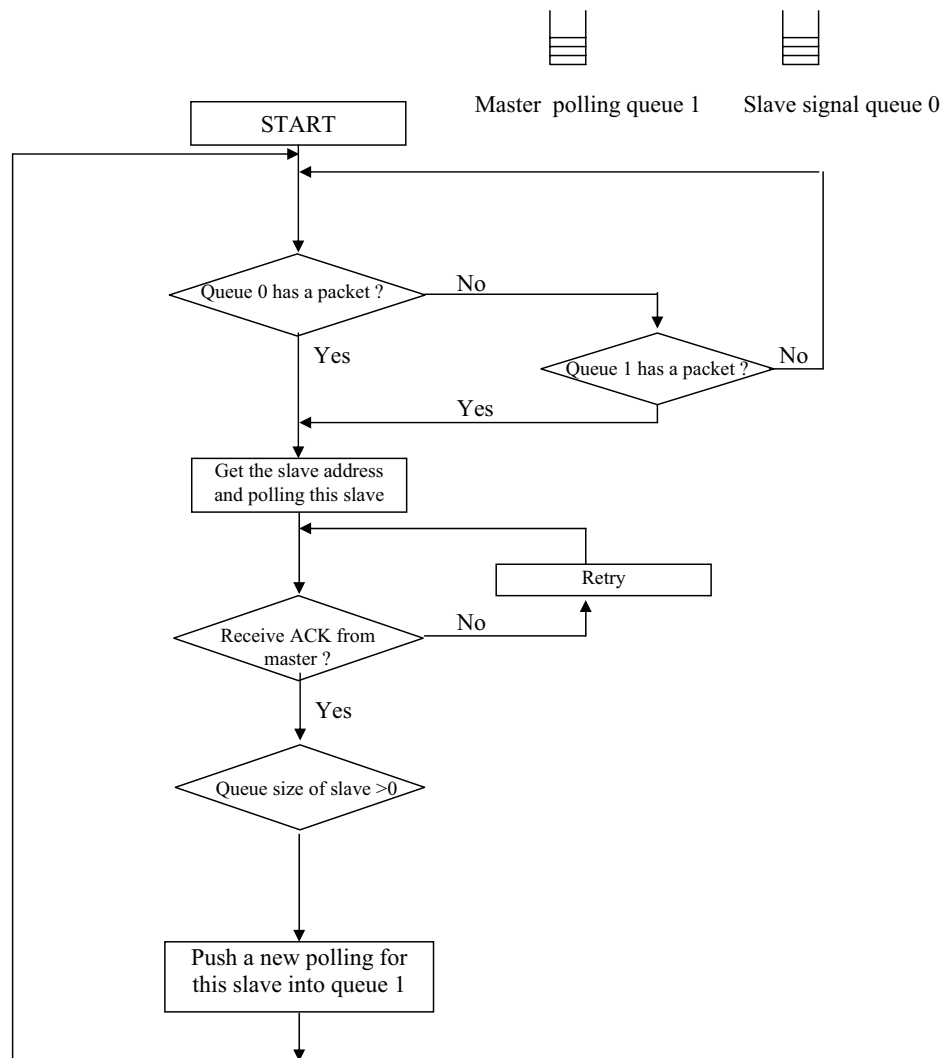 Master polling queue 1
Slave signal queue 0
START
Queue 0 has a packet ?
No
Yes
Queue 1 has a packet ?
No
Yes
Get the slave address
and polling this slave
Retry
Receive ACK from
master ?
No
Yes
Queue size of slave >0
Push a new polling for
this slave into queue 1